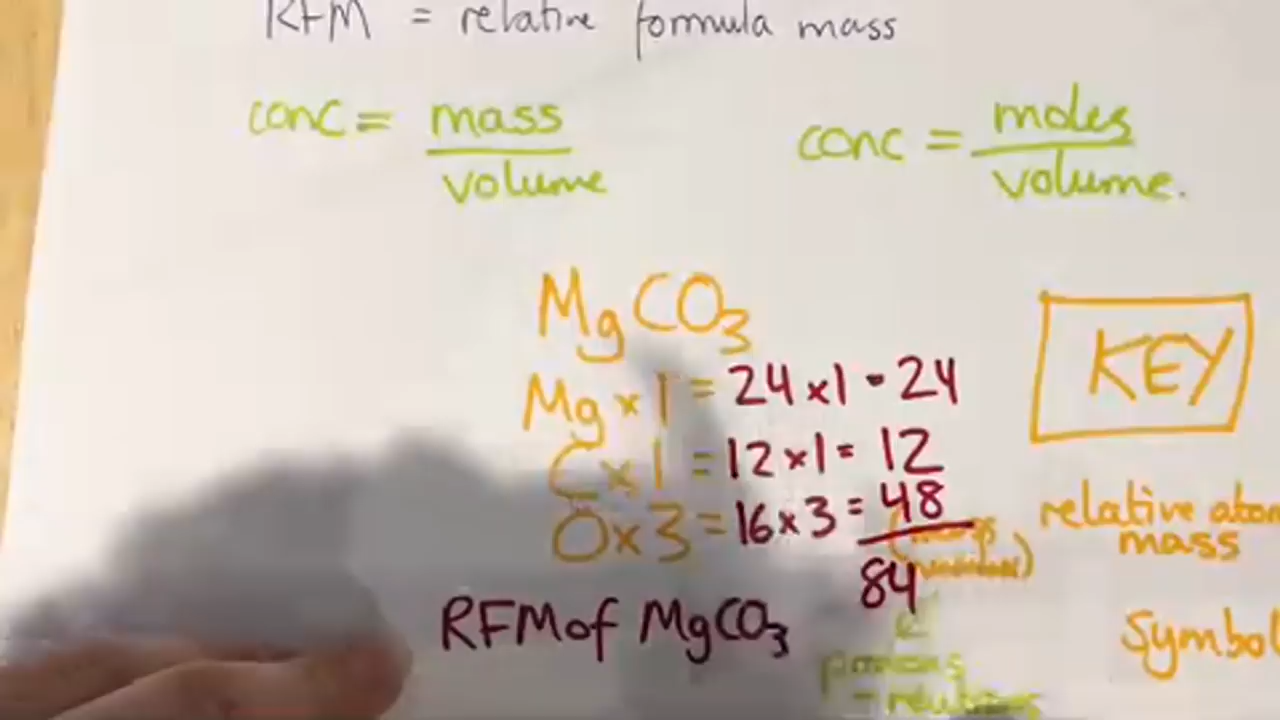 RFM = relative formula mass
conc = mass
volume
conc = moles
volume.
MgCO3
Mg x 1 = 24 x 1 = 24
C x 1 = 12 x 1 = 12
O x 3 = 16 x 3 = 48
84
RFM of MgCO3
KEY
relative atom
mass
Symbol